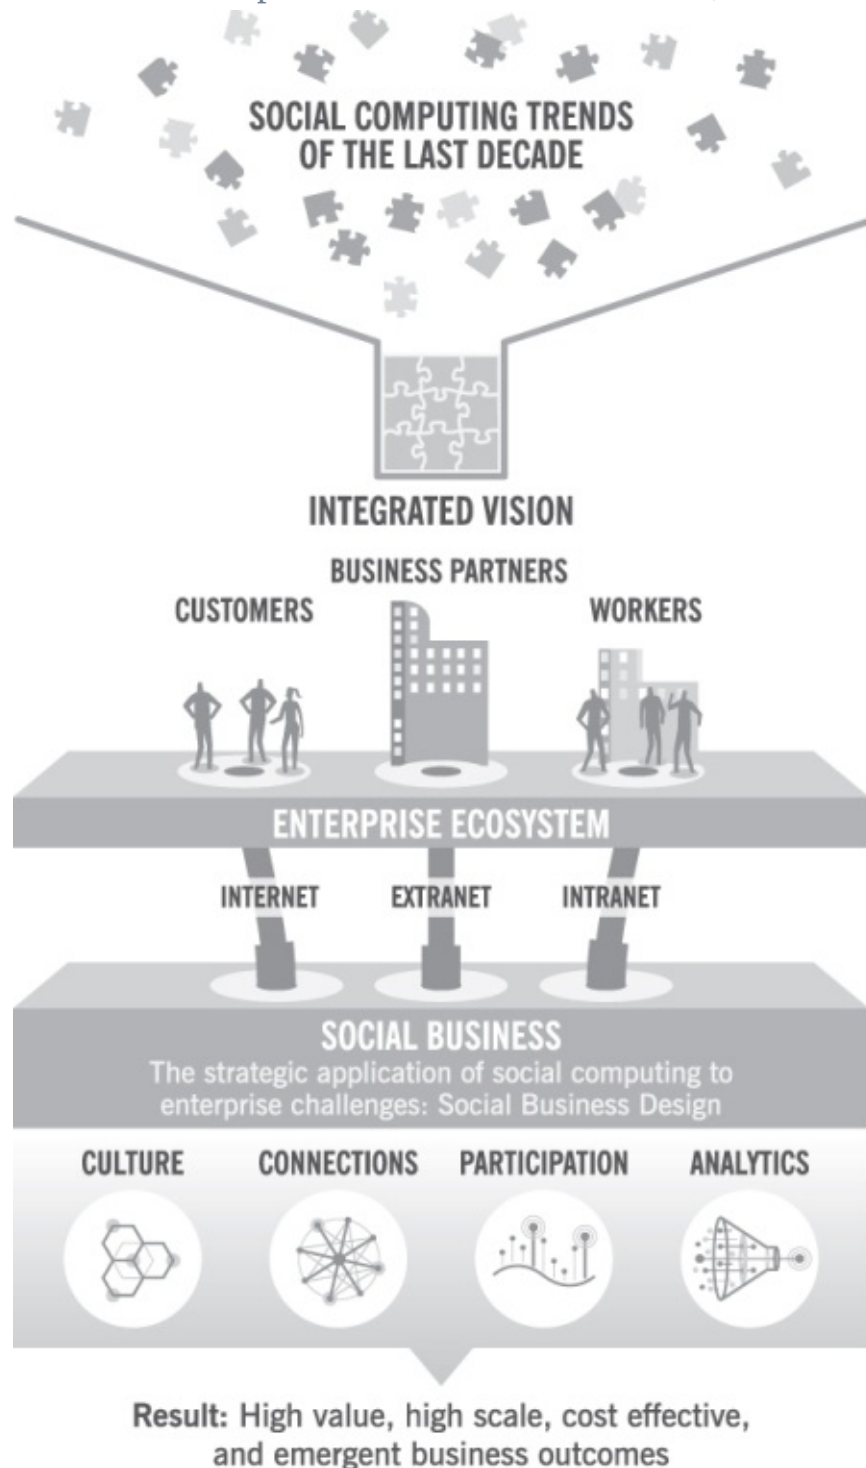 SOCIAL COMPUTING TRENDS
OF THE LAST DECADE
INTEGRATED VISION
BUSINESS PARTNERS
CUSTOMERS
WORKERS
ENTERPRISE ECOSYSTEM
INTERNET
EXTRANET
INTRANET
SOCIAL BUSINESS
The strategic application of social computing to
enterprise challenges: Social Business Design
CULTURE
CONNECTIONS
PARTICIPATION
ANALYTICS
Result: High value, high scale, cost effective,
and emergent business outcomes